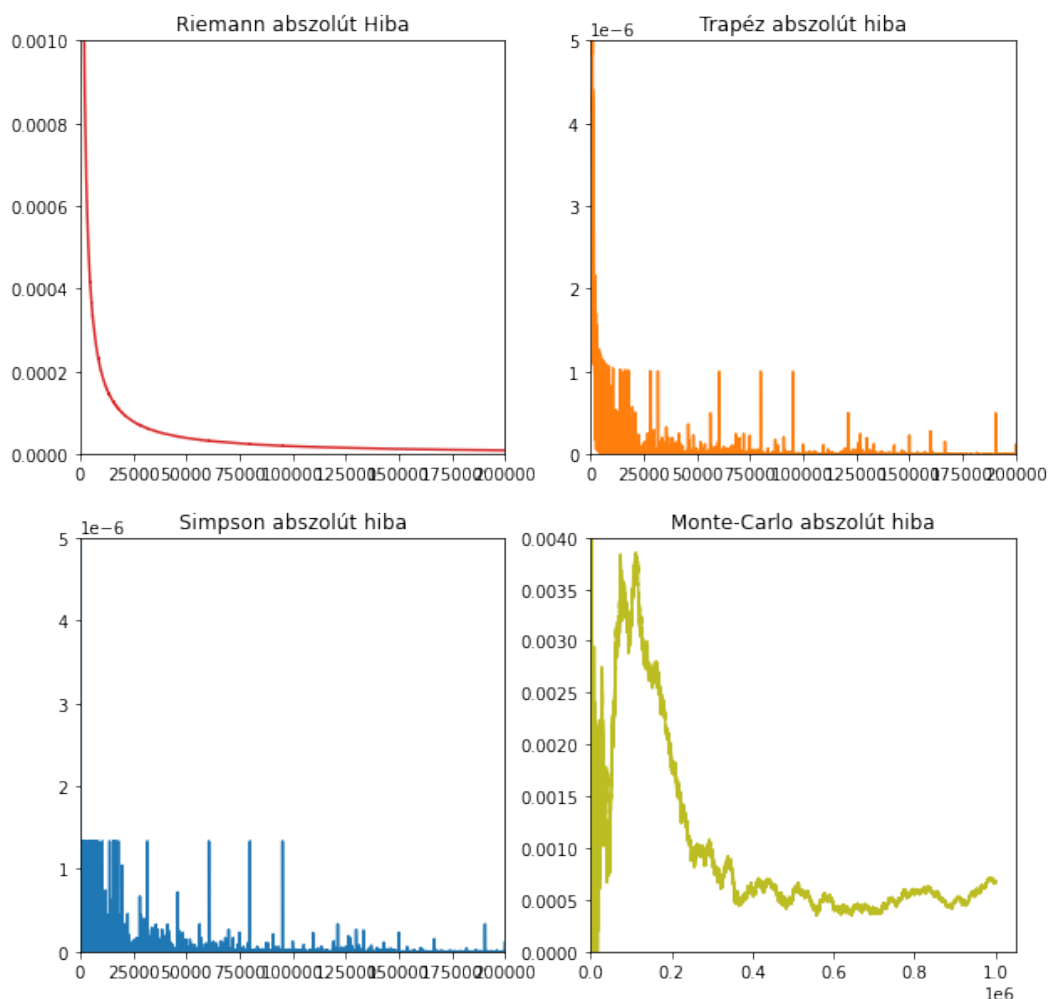 Riemann abszolút Hiba
0.0010
0.0008
0.0006
0.0004
0.0002
0.0000
0 25000 50000 75000 100000 125000 150000 175000 200000
Trapéz abszolút hiba
1e−6
5
4
3
2
1
0
0 25000 50000 75000 100000 125000 150000 175000 200000
Simpson abszolút hiba
1e−6
5
4
3
2
1
0
0 25000 50000 75000 100000 125000 150000 175000 200000
Monte-Carlo abszolút hiba
0.0040
0.0035
0.0030
0.0025
0.0020
0.0015
0.0010
0.0005
0.0000
0.0 0.2 0.4 0.6 0.8 1.0
1e6